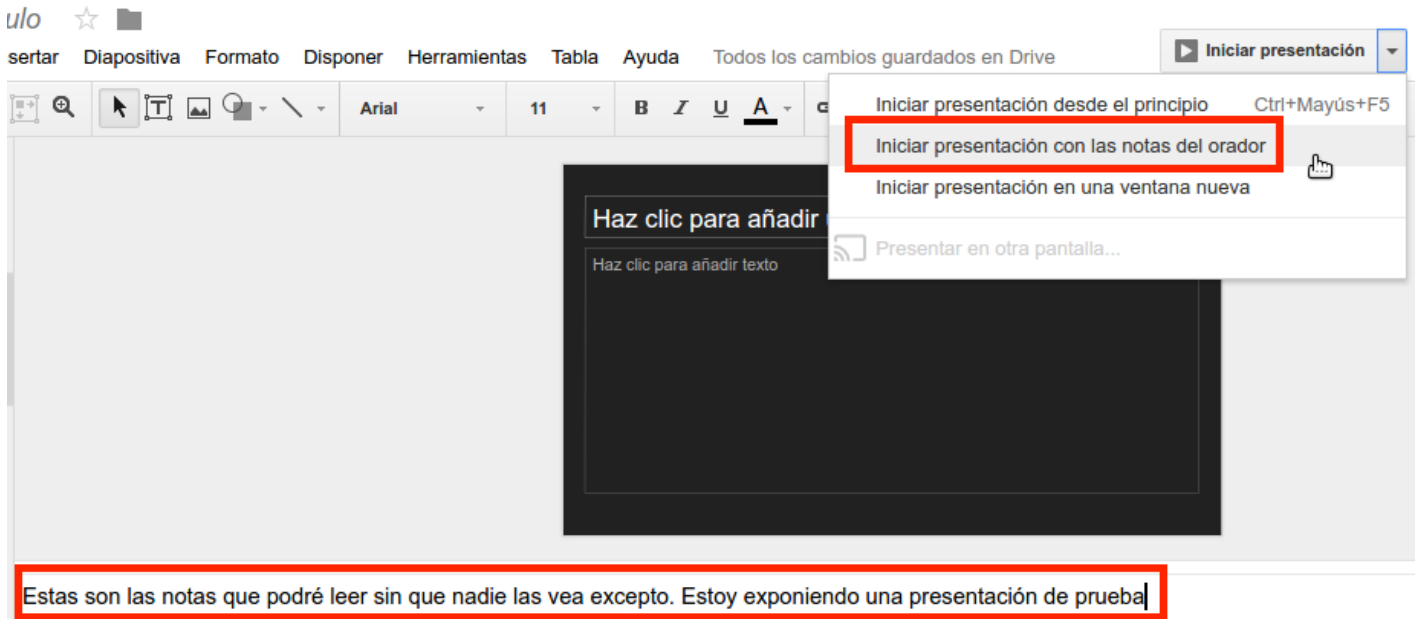 ulo
sertar Diapositiva Formato Disponer Herramientas Tabla Ayuda Todos los cambios guardados en Drive
Iniciar presentación
Arial 11 B I U A
Iniciar presentación desde el principio Ctrl+Mayús+F5
Iniciar presentación con las notas del orador
Iniciar presentación en una ventana nueva
Presentar en otra pantalla...
Haz clic para añadir
Haz clic para añadir texto
Estas son las notas que podré leer sin que nadie las vea excepto. Estoy exponiendo una presentación de prueba